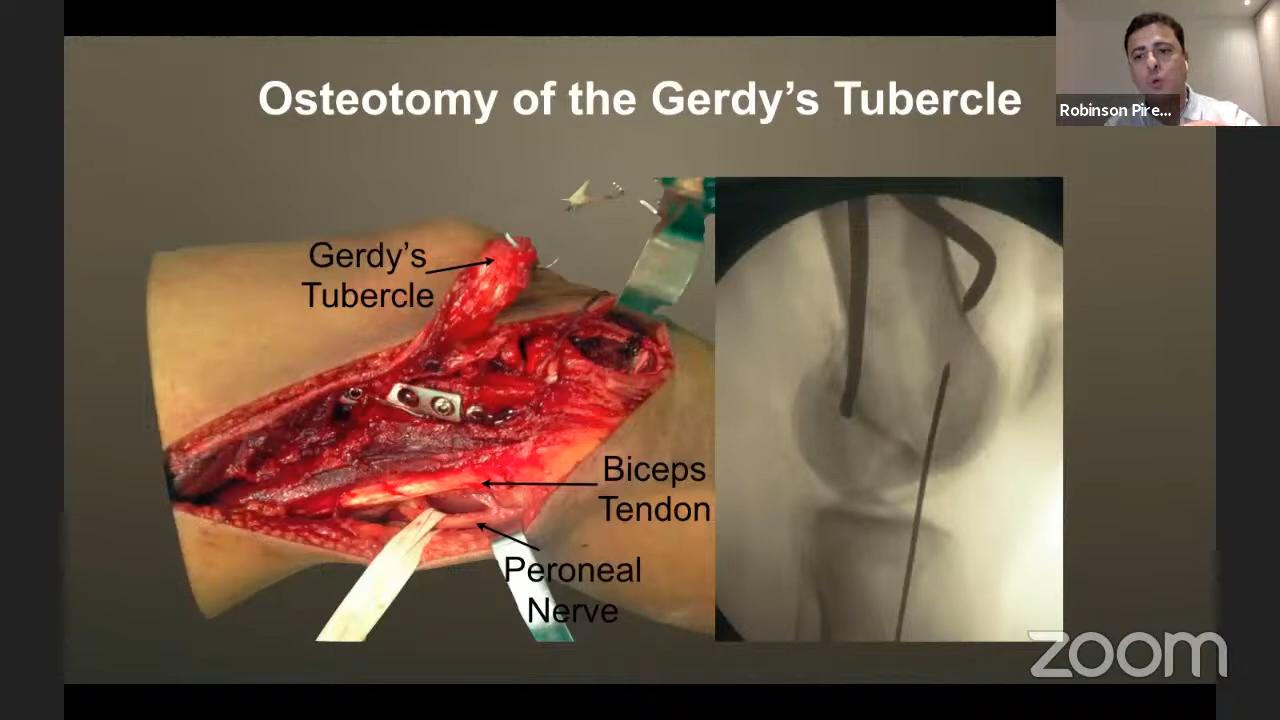 Osteotomy of the Gerdy's Tubercle
Robinson Pire...
Gerdy's
Tubercle
Biceps
Tendon
Peroneal
Nerve
zoom